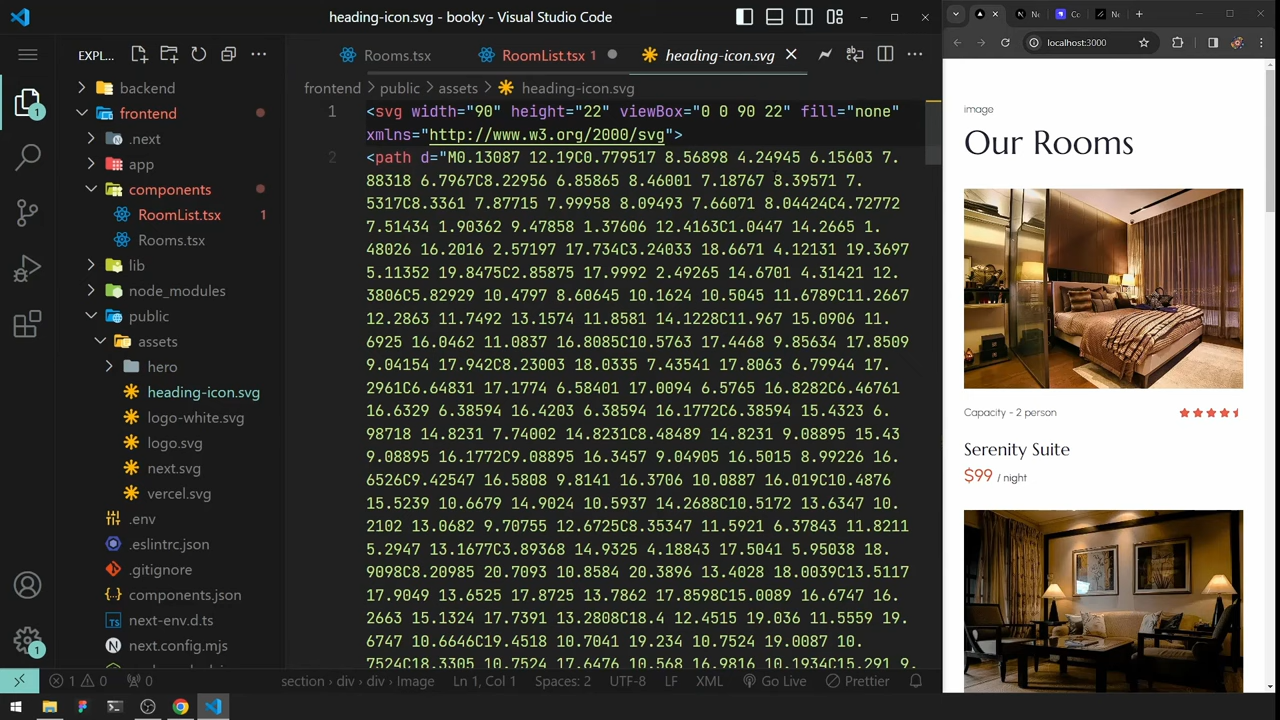 heading-icon.svg - booky - Visual Studio Code
EXPL...
Rooms.tsx
RoomList.tsx 1
heading-icon.svg
frontend > public > assets > heading-icon.svg
backend
frontend
.next
app
components
RoomList.tsx 1
Rooms.tsx
lib
node_modules
public
assets
hero
heading-icon.svg
logo-white.svg
logo.svg
next.svg
vercel.svg
.env
.eslintrc.json
.gitignore
components.json
next-env.d.ts
next.config.mjs
1 <svg width="90" height="22" viewBox="0 0 90 22" fill="none"
xmlns="http://www.w3.org/2000/svg">
2 <path d="M0.13087 12.19C0.779517 8.56898 4.24945 6.15603 7.
88318 6.7967C8.22956 6.85865 8.46001 7.18767 8.39571 7.
5317C8.3361 7.87715 7.99958 8.09493 7.66071 8.04424C4.72772
7.51434 1.90362 9.47858 1.37606 12.4163C1.0447 14.2665 1.
48026 16.2016 2.57197 17.734C3.24033 18.6671 4.12131 19.3697
5.11352 19.8475C2.85875 17.9992 2.49265 14.6701 4.31421 12.
3806C5.82929 10.4797 8.60645 10.1624 10.5045 11.6789C11.2667
12.2863 11.7492 13.1574 11.8581 14.1228C11.967 15.0906 11.
6925 16.0462 11.0837 16.8085C10.5763 17.4468 9.85634 17.8509
9.04154 17.942C8.23003 18.0335 7.43541 17.8063 6.79944 17.
2961C6.64831 17.1774 6.58401 17.0094 6.5765 16.8282C6.46761
16.6329 6.38594 16.4203 6.38594 16.1772C6.38594 15.4323 6.
98718 14.8231 7.74002 14.8231C8.48489 14.8231 9.08895 15.43
9.08895 16.1772C9.08895 16.3457 9.04905 16.5015 8.99226 16.
6526C9.42547 16.5808 9.8141 16.3706 10.0887 16.019C10.4876
15.5239 10.6679 14.9024 10.5937 14.2688C10.5172 13.6347 10.
2102 13.0682 9.70755 12.6725C8.35347 11.5921 6.37843 11.8211
5.2947 13.1677C3.89368 14.9325 4.18843 17.5041 5.95038 18.
9098C8.20985 20.7093 10.8584 20.3896 13.4028 18.0039C13.5117
17.9049 13.6525 17.8725 13.7862 17.8598C15.0089 16.6747 16.
2663 15.1324 17.7391 13.2808C18.4 12.4515 19.036 11.5559 19.
6747 10.6646C19.4518 10.7041 19.234 10.7524 19.0087 10.
7524C18.3305 10.7524 17.6476 10.568 16.9816 10.1934C15.291 9.
1 0
0
section > div > div > Image
Ln 1, Col 1
Spaces: 2
UTF-8
LF
XML
Go Live
Prettier
localhost:3000
image
Our Rooms
Capacity - 2 person
Serenity Suite
$99 / night